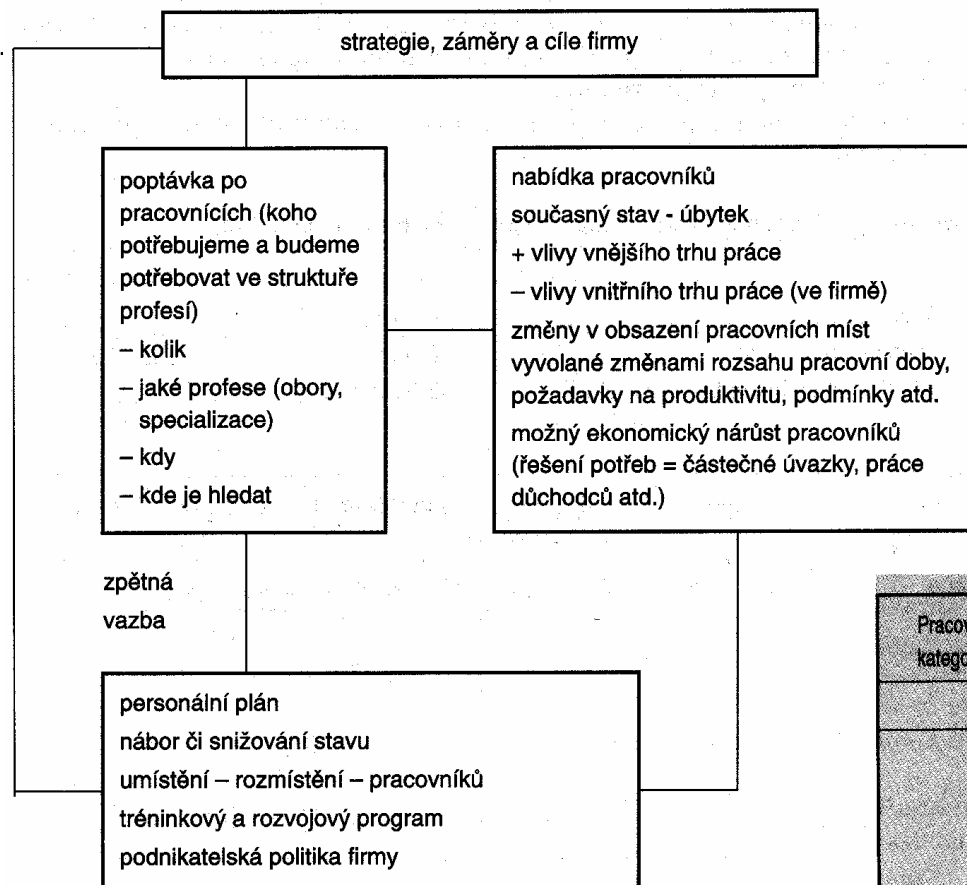 strategie, záměry a cíle firmy
poptávka po
pracovnících (koho
potřebujeme a budeme
potřebovat ve struktuře
profesí)
– kolik
– jaké profese (obory,
specializace)
– kdy
– kde je hledat
nabídka pracovníků
současný stav - úbytek
+ vlivy vnějšího trhu práce
– vlivy vnitřního trhu práce (ve firmě)
změny v obsazení pracovních míst
vyvolané změnami rozsahu pracovní doby,
požadavky na produktivitu, podmínky atd.
možný ekonomický nárůst pracovníků
(řešení potřeb = částečné úvazky, práce
důchodců atd.)
zpětná
vazba
personální plán
nábor či snižování stavu
umístění – rozmístění – pracovníků
tréninkový a rozvojový program
podnikatelská politika firmy